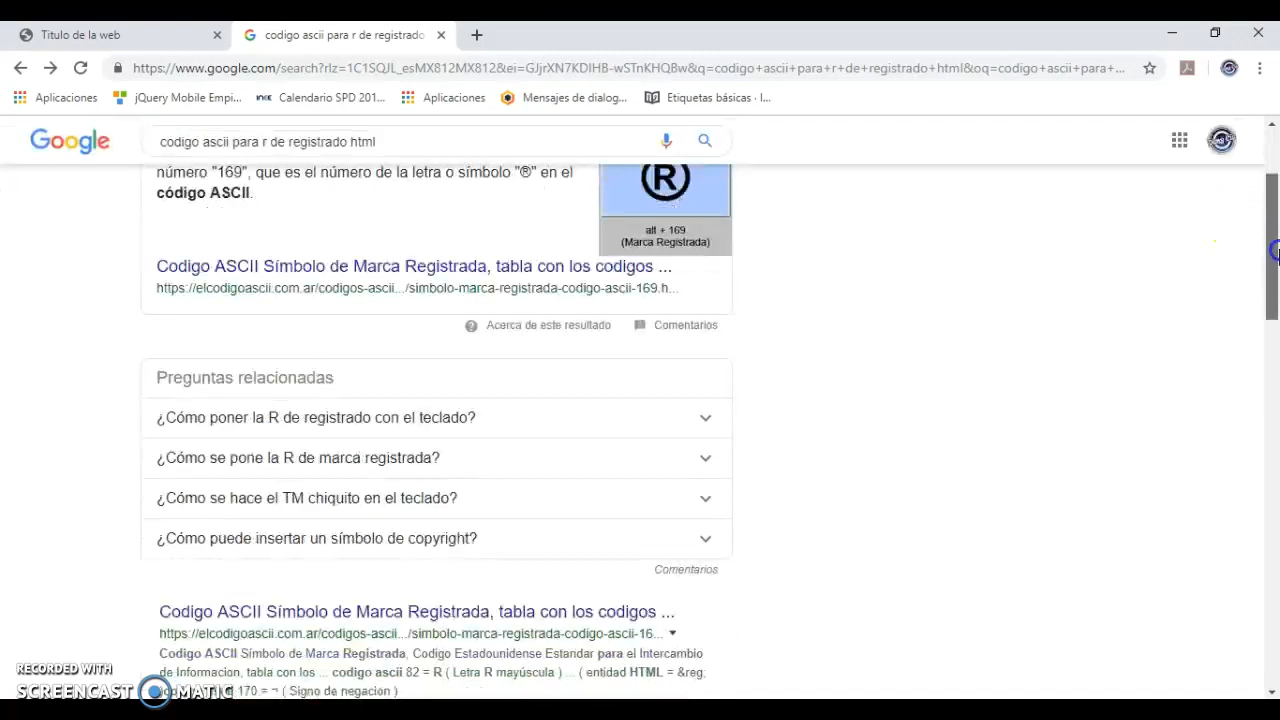 Titulo de la web
codigo ascii para r de registrado
https://www.google.com/search?rlz=1C1SQJL_esMX812MX812&ei=GJjrXN7KDIHB-wSTnKHQBw&q=codigo+ascii+para+r+de+registrado+html&oq=codigo+ascii+para+...
Aplicaciones
jQuery Mobile Empi...
Calendario SPD 201...
Aplicaciones
Mensajes de dialog...
Etiquetas básicas · l...
Google
codigo ascii para r de registrado html
número "169", que es el número de la letra o símbolo "®" en el
código ASCII.
®
alt + 169
(Marca Registrada)
Codigo ASCII Símbolo de Marca Registrada, tabla con los codigos ...
https://elcodigoascii.com.ar/codigos-ascii.../simbolo-marca-registrada-codigo-ascii-169.h...
Acerca de este resultado
Comentarios
Preguntas relacionadas
¿Cómo poner la R de registrado con el teclado?
¿Cómo se pone la R de marca registrada?
¿Cómo se hace el TM chiquito en el teclado?
¿Cómo puede insertar un símbolo de copyright?
Comentarios
Codigo ASCII Símbolo de Marca Registrada, tabla con los codigos ...
https://elcodigoascii.com.ar/codigos-ascii.../simbolo-marca-registrada-codigo-ascii-16...
Codigo ASCII Símbolo de Marca Registrada, Codigo Estadounidense Estandar para el Intercambio
de Informacion, tabla con los ... codigo ascii 82 = R ( Letra R mayúscula ) ... ( entidad HTML = &reg;
170 = ¬ ( Signo de negacion )
RECORDED WITH
SCREENCAST MATIC